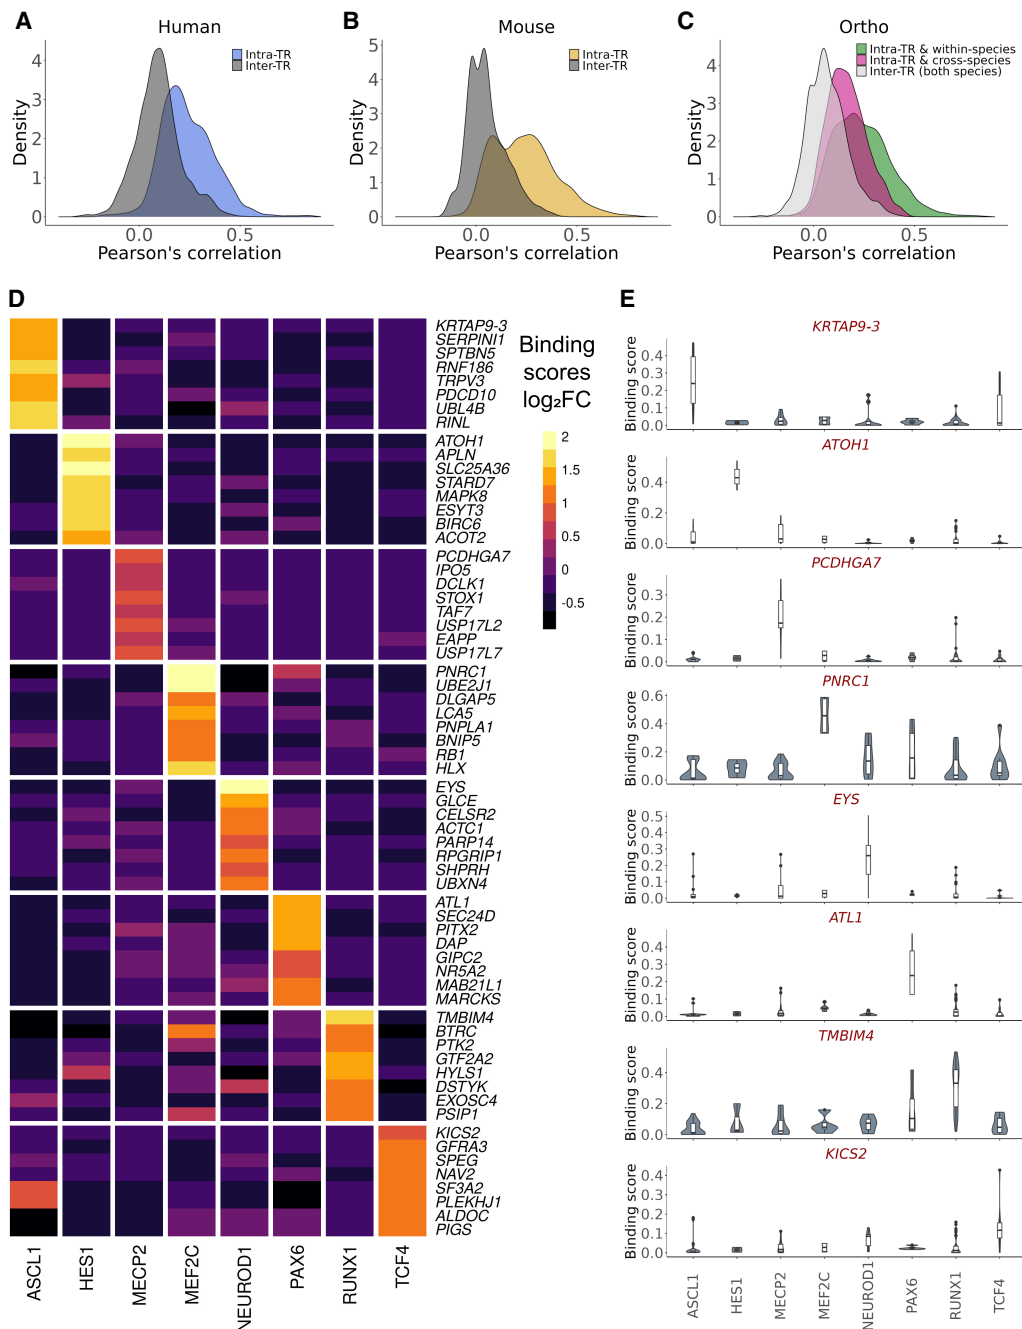 A
Human
Intra-TR
Inter-TR
Density
4
3
2
1
0
0.0
0.5
Pearson's correlation
B
Mouse
Intra-TR
Inter-TR
Density
5
4
3
2
1
0
0.0
0.5
Pearson's correlation
C
Ortho
Intra-TR & within-species
Intra-TR & cross-species
Inter-TR (both species)
Density
4
3
2
1
0
0.0
0.5
Pearson's correlation
D
KRTAP9-3
SERPINI1
SPTBN5
RNF186
TRPV3
PDCD10
UBL4B
RINL
ATOH1
APLN
SLC25A36
STARD7
MAPK8
ESYT3
BIRC6
ACOT2
PCDHGA7
IPO5
DCLK1
STOX1
TAF7
USP17L2
EAPP
USP17L7
PNRC1
UBE2J1
DLGAP5
LCA5
PNPLA1
BNIP5
RB1
HLX
EYS
GLCE
CELSR2
ACTC1
PARP14
RPGRIP1
SHPRH
UBXN4
ATL1
SEC24D
PITX2
DAP
GIPC2
NR5A2
MAB21L1
MARCKS
TMBIM4
BTRC
PTK2
GTF2A2
HYLS1
DSTYK
EXOSC4
PSIP1
KICS2
GFRA3
SPEG
NAV2
SF3A2
PLEKHJ1
ALDOC
PIGS
ASCL1
HES1
MECP2
MEF2C
NEUROD1
PAX6
RUNX1
TCF4
Binding
scores
log₂FC
2
1.5
1
0.5
0
-0.5
E
KRTAP9-3
Binding score
0.4
0.3
0.2
0.1
0.0
ATOH1
Binding score
0.4
0.2
0.0
PCDHGA7
Binding score
0.3
0.2
0.1
0.0
PNRC1
Binding score
0.6
0.4
0.2
0.0
EYS
Binding score
0.5
0.4
0.3
0.2
0.1
0.0
ATL1
Binding score
0.4
0.3
0.2
0.1
0.0
TMBIM4
Binding score
0.4
0.2
0.0
KICS2
Binding score
0.4
0.3
0.2
0.1
0.0
ASCL1
HES1
MECP2
MEF2C
NEUROD1
PAX6
RUNX1
TCF4